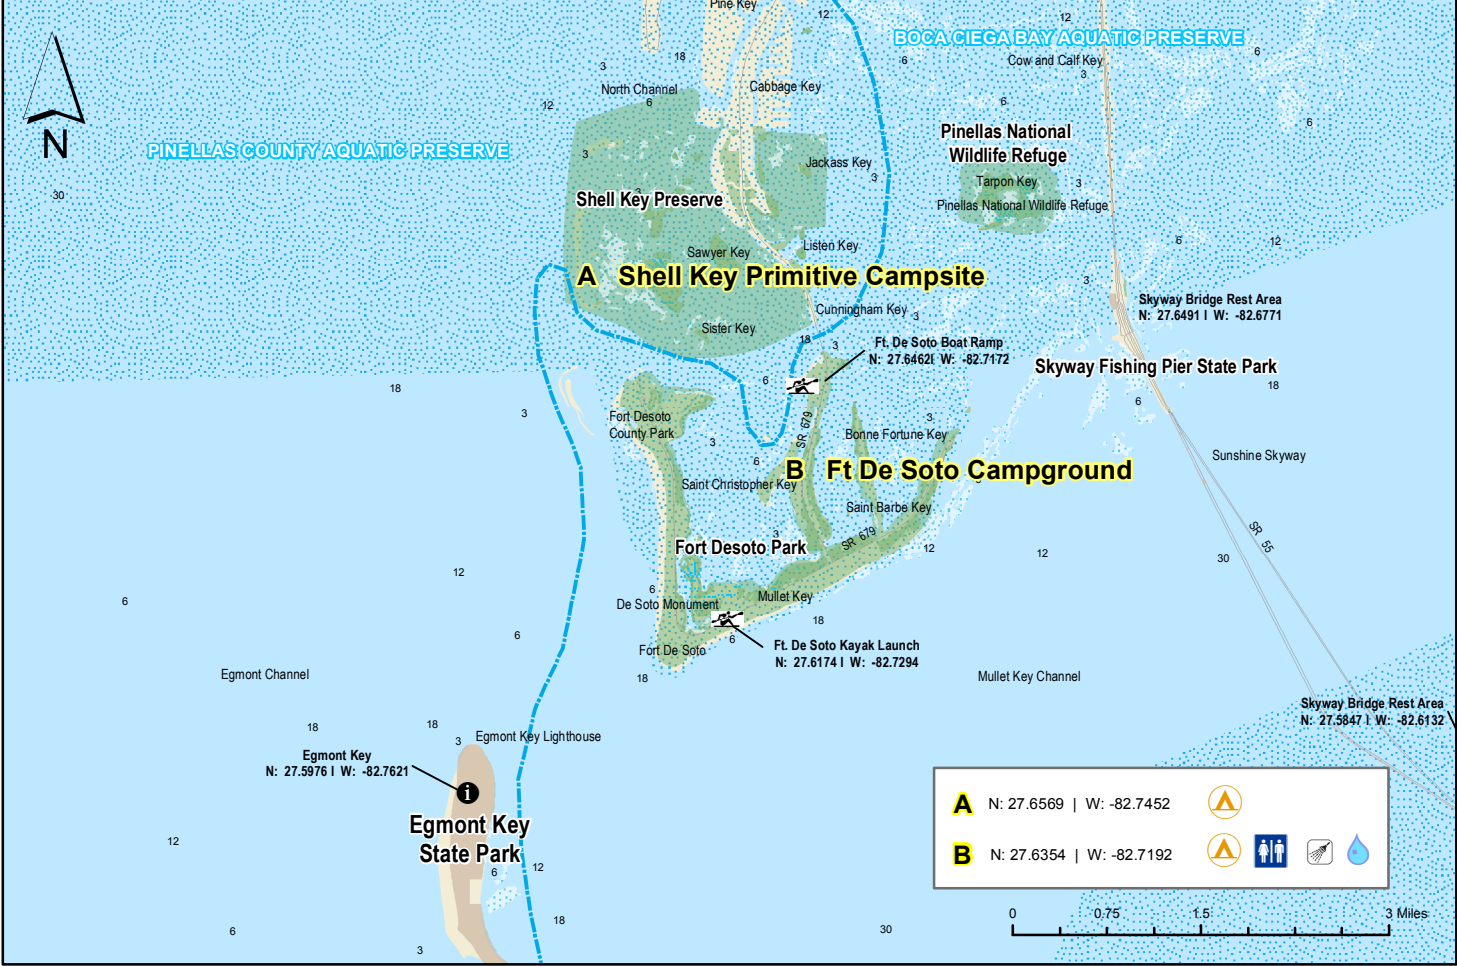 Pine Key
12
12
BOCA CIEGA BAY AQUATIC PRESERVE
6
Cow and Calf Key
6
3
18
3
North Channel
6
Cabbage Key
12
6
6
N
PINELLAS COUNTY AQUATIC PRESERVE
Pinellas National
Wildlife Refuge
3
Jackass Key
3
Tarpon Key
3
30
3
Shell Key Preserve
Pinellas National Wildlife Refuge
Sawyer Key
Listen Key
6
12
A Shell Key Primitive Campsite
3
Skyway Bridge Rest Area
N: 27.6491 I W: -82.6771
Cunningham Key
3
Sister Key
18
3
Ft. De Soto Boat Ramp
N: 27.6462I W: -82.7172
Skyway Fishing Pier State Park
18
18
6
6
3
Fort Desoto
County Park
3
SR 679
3
Bonne Fortune Key
6
Sunshine Skyway
B Ft De Soto Campground
Saint Christopher Key
Saint Barbe Key
3
SR 679
SR 55
Fort Desoto Park
12
12
30
12
6
6
De Soto Monument
Mullet Key
6
18
6
Fort De Soto
Ft. De Soto Kayak Launch
N: 27.6174 I W: -82.7294
18
Egmont Channel
Mullet Key Channel
Skyway Bridge Rest Area
N: 27.5847 I W: -82.6132
18
18
3
Egmont Key Lighthouse
Egmont Key
N: 27.5976 I W: -82.7621
i
Egmont Key
State Park
12
6
12
18
6
3
30
A N: 27.6569 | W: -82.7452
B N: 27.6354 | W: -82.7192
0 0.75 1.5 3 Miles